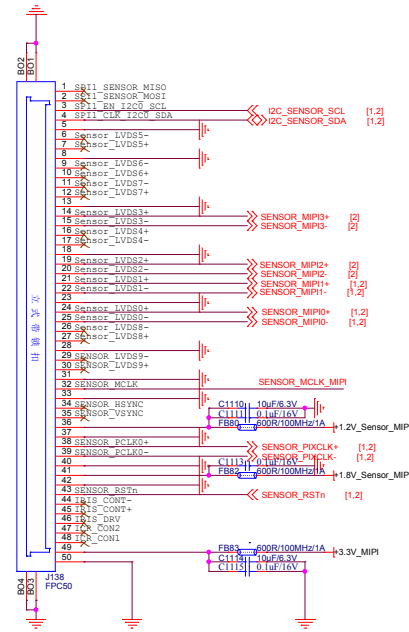 BO2
BO1
1 SPI1_SENSOR_MISO
2 SPI1_SENSOR_MOSI
3 SPI1_EN_I2C0_SCL
I2C_SENSOR_SCL [1,2]
4 SPI1_CLK_I2C0_SDA
I2C_SENSOR_SDA [1,2]
5
6 Sensor_LVDS5-
7 Sensor_LVDS5+
8
9 Sensor_LVDS6-
10 Sensor_LVDS6+
11 Sensor_LVDS7-
12 Sensor_LVDS7+
13
14 Sensor_LVDS3+
SENSOR_MIPI3+ [2]
15 Sensor_LVDS3-
SENSOR_MIPI3- [2]
16 Sensor_LVDS4+
17 Sensor_LVDS4-
18
19 Sensor_LVDS2+
SENSOR_MIPI2+ [2]
20 Sensor_LVDS2-
SENSOR_MIPI2- [2]
21 Sensor_LVDS1+
SENSOR_MIPI1+ [1,2]
22 Sensor_LVDS1-
SENSOR_MIPI1- [1,2]
23
24 Sensor_LVDS0+
SENSOR_MIPI0+ [1,2]
25 Sensor_LVDS0-
SENSOR_MIPI0- [1,2]
26 Sensor_LVDS8-
27 Sensor_LVDS8+
28
29 Sensor_LVDS9-
30 Sensor_LVDS9+
31
32 Sensor_MCLK
SENSOR_MCLK_MIPI
33
34 SENSOR_HSYNC
C1110 10uF/6.3V
35 SENSOR_VSYNC
C1111 0.1uF/16V
36
FB80 600R/100MHz/1A
+1.2V_Sensor_MIP
37
38 SENSOR_PCLK0+
SENSOR_PIXCLK+ [1,2]
39 SENSOR_PCLK0-
SENSOR_PIXCLK- [1,2]
40
C1113 0.1uF/16V
41
FB82 600R/100MHz/1A
+1.8V_Sensor_MIP
42
43 SENSOR_RSTn
SENSOR_RSTn [1,2]
44 IRIS_CONT-
45 IRIS_CONT+
46 IRIS_DRV
47 ICR_CON2
48 ICR_CON1
49
FB83 600R/100MHz/1A
+3.3V_MIPI
50
C1114 10uF/6.3V
C1115 0.1uF/16V
立式带锁扣
BO4
BO3
J138
FPC50